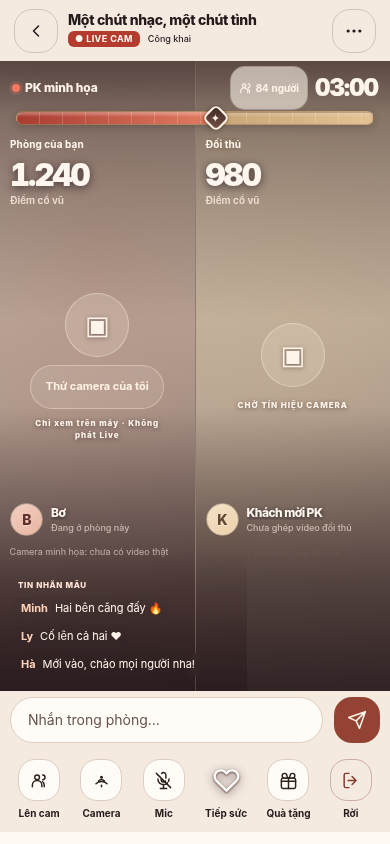 Một chút nhạc, một chút tình
LIVE CAM Công khai
PK minh họa
84 người
03:00
Phòng của bạn
Đối thủ
1.240
980
Điểm cổ vũ
Điểm cổ vũ
Thử camera của tôi
Chỉ xem trên máy · Không phát Live
CHỜ TÍN HIỆU CAMERA
B
Bơ
Đang ở phòng này
K
Khách mời PK
Chưa ghép video đối thủ
Camera minh họa: chưa có video thật
TIN NHẮN MẪU
Minh Hai bên căng đấy 🔥
Ly Cố lên cả hai ♥
Hà Mới vào, chào mọi người nha!
Nhắn trong phòng...
Lên cam
Camera
Mic
Tiếp sức
Quà tặng
Rời